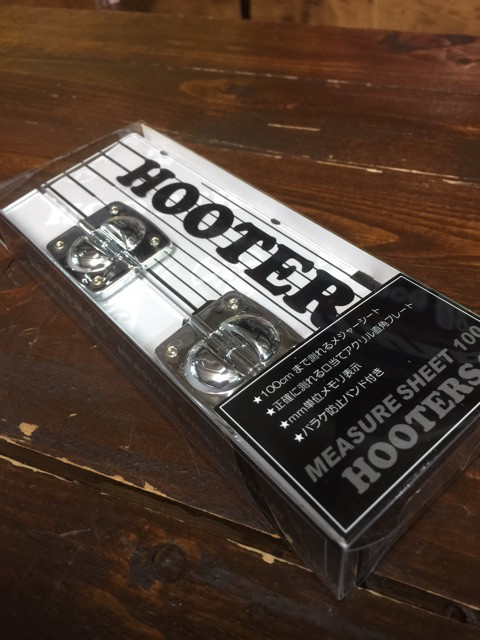 HOOTER
★100cmまで測れるメジャーシート
★正確に測れる口当てアクリル直角プレート
★mm単位メモリ表示
★バラケ防止バンド付き
MEASURE SHEET 100
HOOTERS